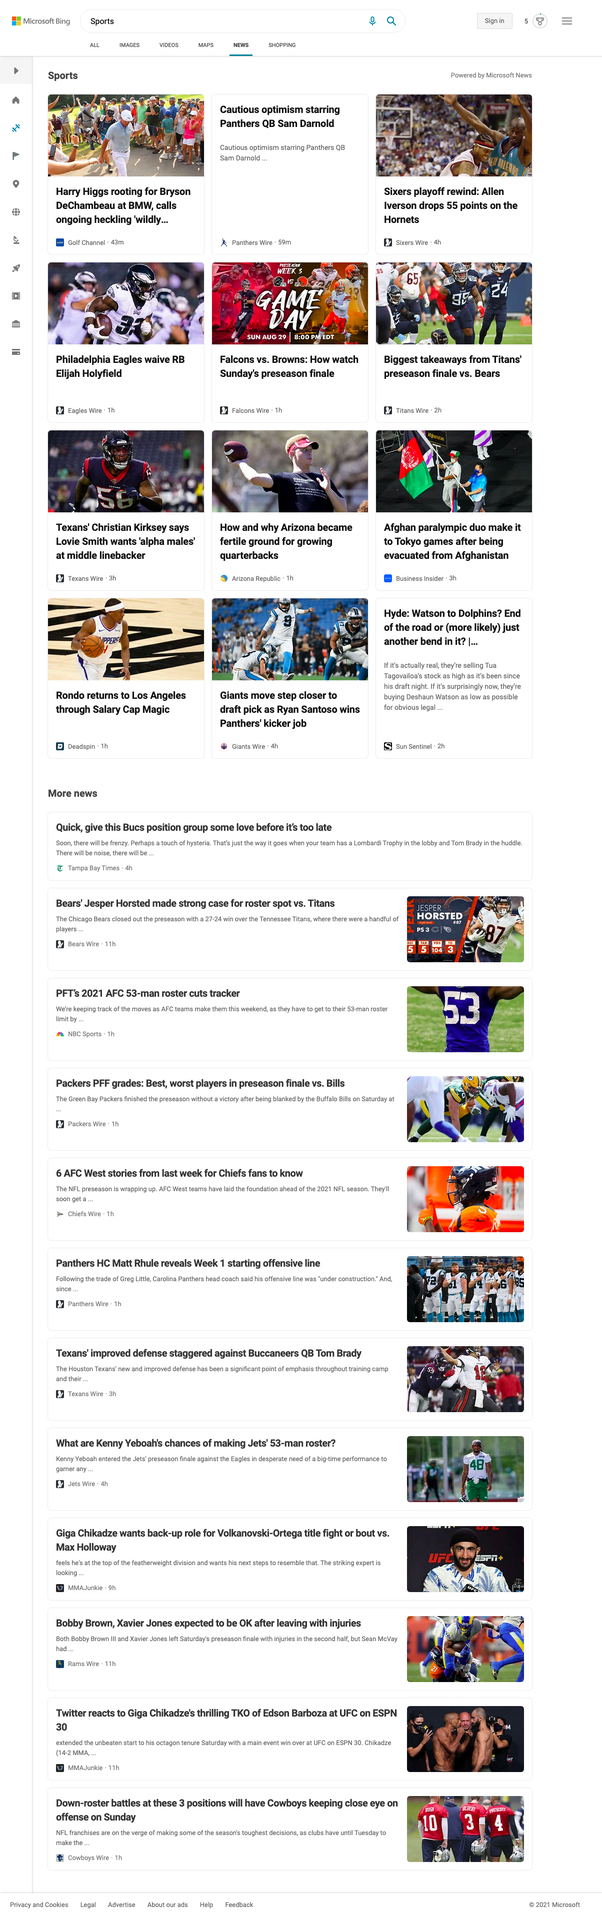 Microsoft Bing
Sports
Sign in
5
ALL IMAGES VIDEOS MAPS NEWS SHOPPING
Sports
Powered by Microsoft News
Harry Higgs rooting for Bryson
DeChambeau at BMW, calls
ongoing heckling 'wildly...
Golf Channel · 43m
Cautious optimism starring
Panthers QB Sam Darnold
Cautious optimism starring Panthers QB
Sam Darnold ...
Panthers Wire · 59m
Sixers playoff rewind: Allen
Iverson drops 55 points on the
Hornets
Sixers Wire · 4h
Philadelphia Eagles waive RB
Elijah Holyfield
Eagles Wire · 1h
WEEK 3
GAME
DAY
SUN AUG 29 | 8:00 PM EDT
Falcons vs. Browns: How watch
Sunday's preseason finale
Falcons Wire · 1h
65
98
24
Biggest takeaways from Titans'
preseason finale vs. Bears
Titans Wire · 2h
Texans' Christian Kirksey says
Lovie Smith wants 'alpha males'
at middle linebacker
Texans Wire · 3h
How and why Arizona became
fertile ground for growing
quarterbacks
Arizona Republic · 1h
Afghan paralympic duo make it
to Tokyo games after being
evacuated from Afghanistan
Business Insider · 3h
Rondo returns to Los Angeles
through Salary Cap Magic
Deadspin · 1h
9
Giants move step closer to
draft pick as Ryan Santoso wins
Panthers' kicker job
Giants Wire · 4h
Hyde: Watson to Dolphins? End
of the road or (more likely) just
another bend in it? |...
If it's actually real, they're selling Tua
Tagovailoa's stock as high as it's been since
his draft night. If it's surprisingly now, they're
buying Deshaun Watson as low as possible
for obvious legal ...
Sun Sentinel · 2h
More news
Quick, give this Bucs position group some love before it's too late
Soon, there will be frenzy. Perhaps a touch of hysteria. That's just the way it goes when your team has a Lombardi Trophy in the lobby and Tom Brady in the huddle.
There will be noise, there will be ...
Tampa Bay Times · 4h
Bears' Jesper Horsted made strong case for roster spot vs. Titans
The Chicago Bears closed out the preseason with a 27-24 win over the Tennessee Titans, where there were a handful of
players ...
Bears Wire · 11h
JESPER
HORSTED
#87
PS 3
5 5 104 3
87
PFT's 2021 AFC 53-man roster cuts tracker
We're keeping track of the moves as AFC teams make them this weekend, as they have to get to their 53-man roster
limit by ...
NBC Sports · 1h
53
Packers PFF grades: Best, worst players in preseason finale vs. Bills
The Green Bay Packers finished the preseason without a victory after being blanked by the Buffalo Bills on Saturday at
...
Packers Wire · 1h
6 AFC West stories from last week for Chiefs fans to know
The NFL preseason is wrapping up. AFC West teams have laid the foundation ahead of the 2021 NFL season. They'll
soon get a ...
Chiefs Wire · 1h
Panthers HC Matt Rhule reveals Week 1 starting offensive line
Following the trade of Greg Little, Carolina Panthers head coach said his offensive line was "under construction." And,
since ...
Panthers Wire · 1h
Texans' improved defense staggered against Buccaneers QB Tom Brady
The Houston Texans' new and improved defense has been a significant point of emphasis throughout training camp
and their ...
Texans Wire · 3h
12
What are Kenny Yeboah's chances of making Jets' 53-man roster?
Kenny Yeboah entered the Jets' preseason finale against the Eagles in desperate need of a big-time performance to
garner any ...
Jets Wire · 4h
48
Giga Chikadze wants back-up role for Volkanovski-Ortega title fight or bout vs.
Max Holloway
feels he's at the top of the featherweight division and wants his next steps to resemble that. The striking expert is
looking ...
MMAJunkie · 9h
UFC
ESPN+
Bobby Brown, Xavier Jones expected to be OK after leaving with injuries
Both Bobby Brown III and Xavier Jones left Saturday's preseason finale with injuries in the second half, but Sean McVay
had ...
Rams Wire · 11h
Twitter reacts to Giga Chikadze's thrilling TKO of Edson Barboza at UFC on ESPN
30
extended the unbeaten start to his octagon tenure Saturday with a main event win over at UFC on ESPN 30. Chikadze
(14-2 MMA, ...
MMAJunkie · 11h
Down-roster battles at these 3 positions will have Cowboys keeping close eye on
offense on Sunday
NFL franchises are on the verge of making some of the season's toughest decisions, as clubs have until Tuesday to
make the ...
Cowboys Wire · 1h
10 3 4
Privacy and Cookies Legal Advertise About our ads Help Feedback
© 2021 Microsoft